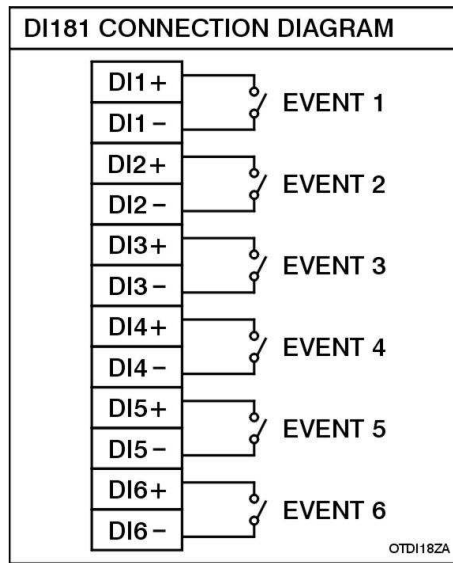 DI181 CONNECTION DIAGRAM
DI1+
EVENT 1
DI1-
DI2+
EVENT 2
DI2-
DI3+
EVENT 3
DI3-
DI4+
EVENT 4
DI4-
DI5+
EVENT 5
DI5-
DI6+
EVENT 6
DI6-
OTDI18ZA